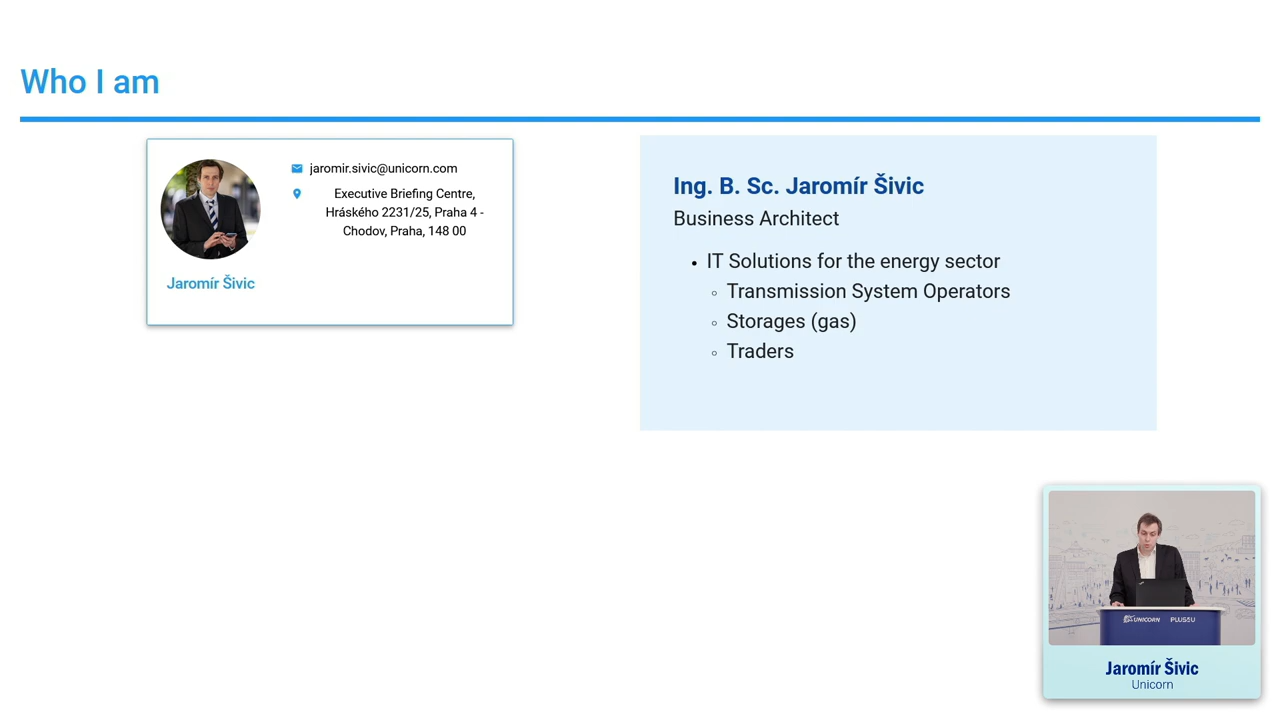 Who I am
jaromir.sivic@unicorn.com
Executive Briefing Centre,
Hráského 2231/25, Praha 4 -
Chodov, Praha, 148 00
Jaromír Šivic
Ing. B. Sc. Jaromír Šivic
Business Architect
IT Solutions for the energy sector
Transmission System Operators
Storages (gas)
Traders
UNICORN PLUS4U
Jaromír Šivic
Unicorn